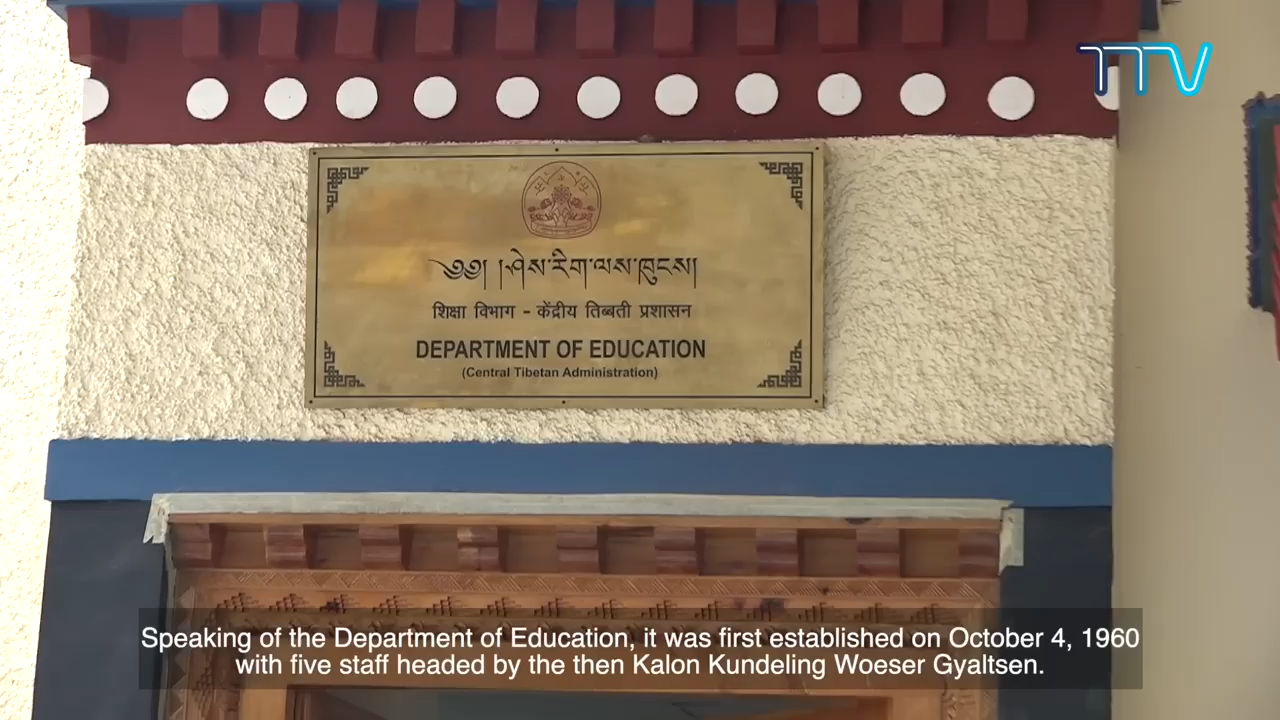 TTV
༄༅། །ཤེས་རིག་ལས་ཁུངས།
शिक्षा विभाग - केंद्रीय तिब्बती प्रशासन
DEPARTMENT OF EDUCATION
(Central Tibetan Administration)
Speaking of the Department of Education, it was first established on October 4, 1960
with five staff headed by the then Kalon Kundeling Woeser Gyaltsen.